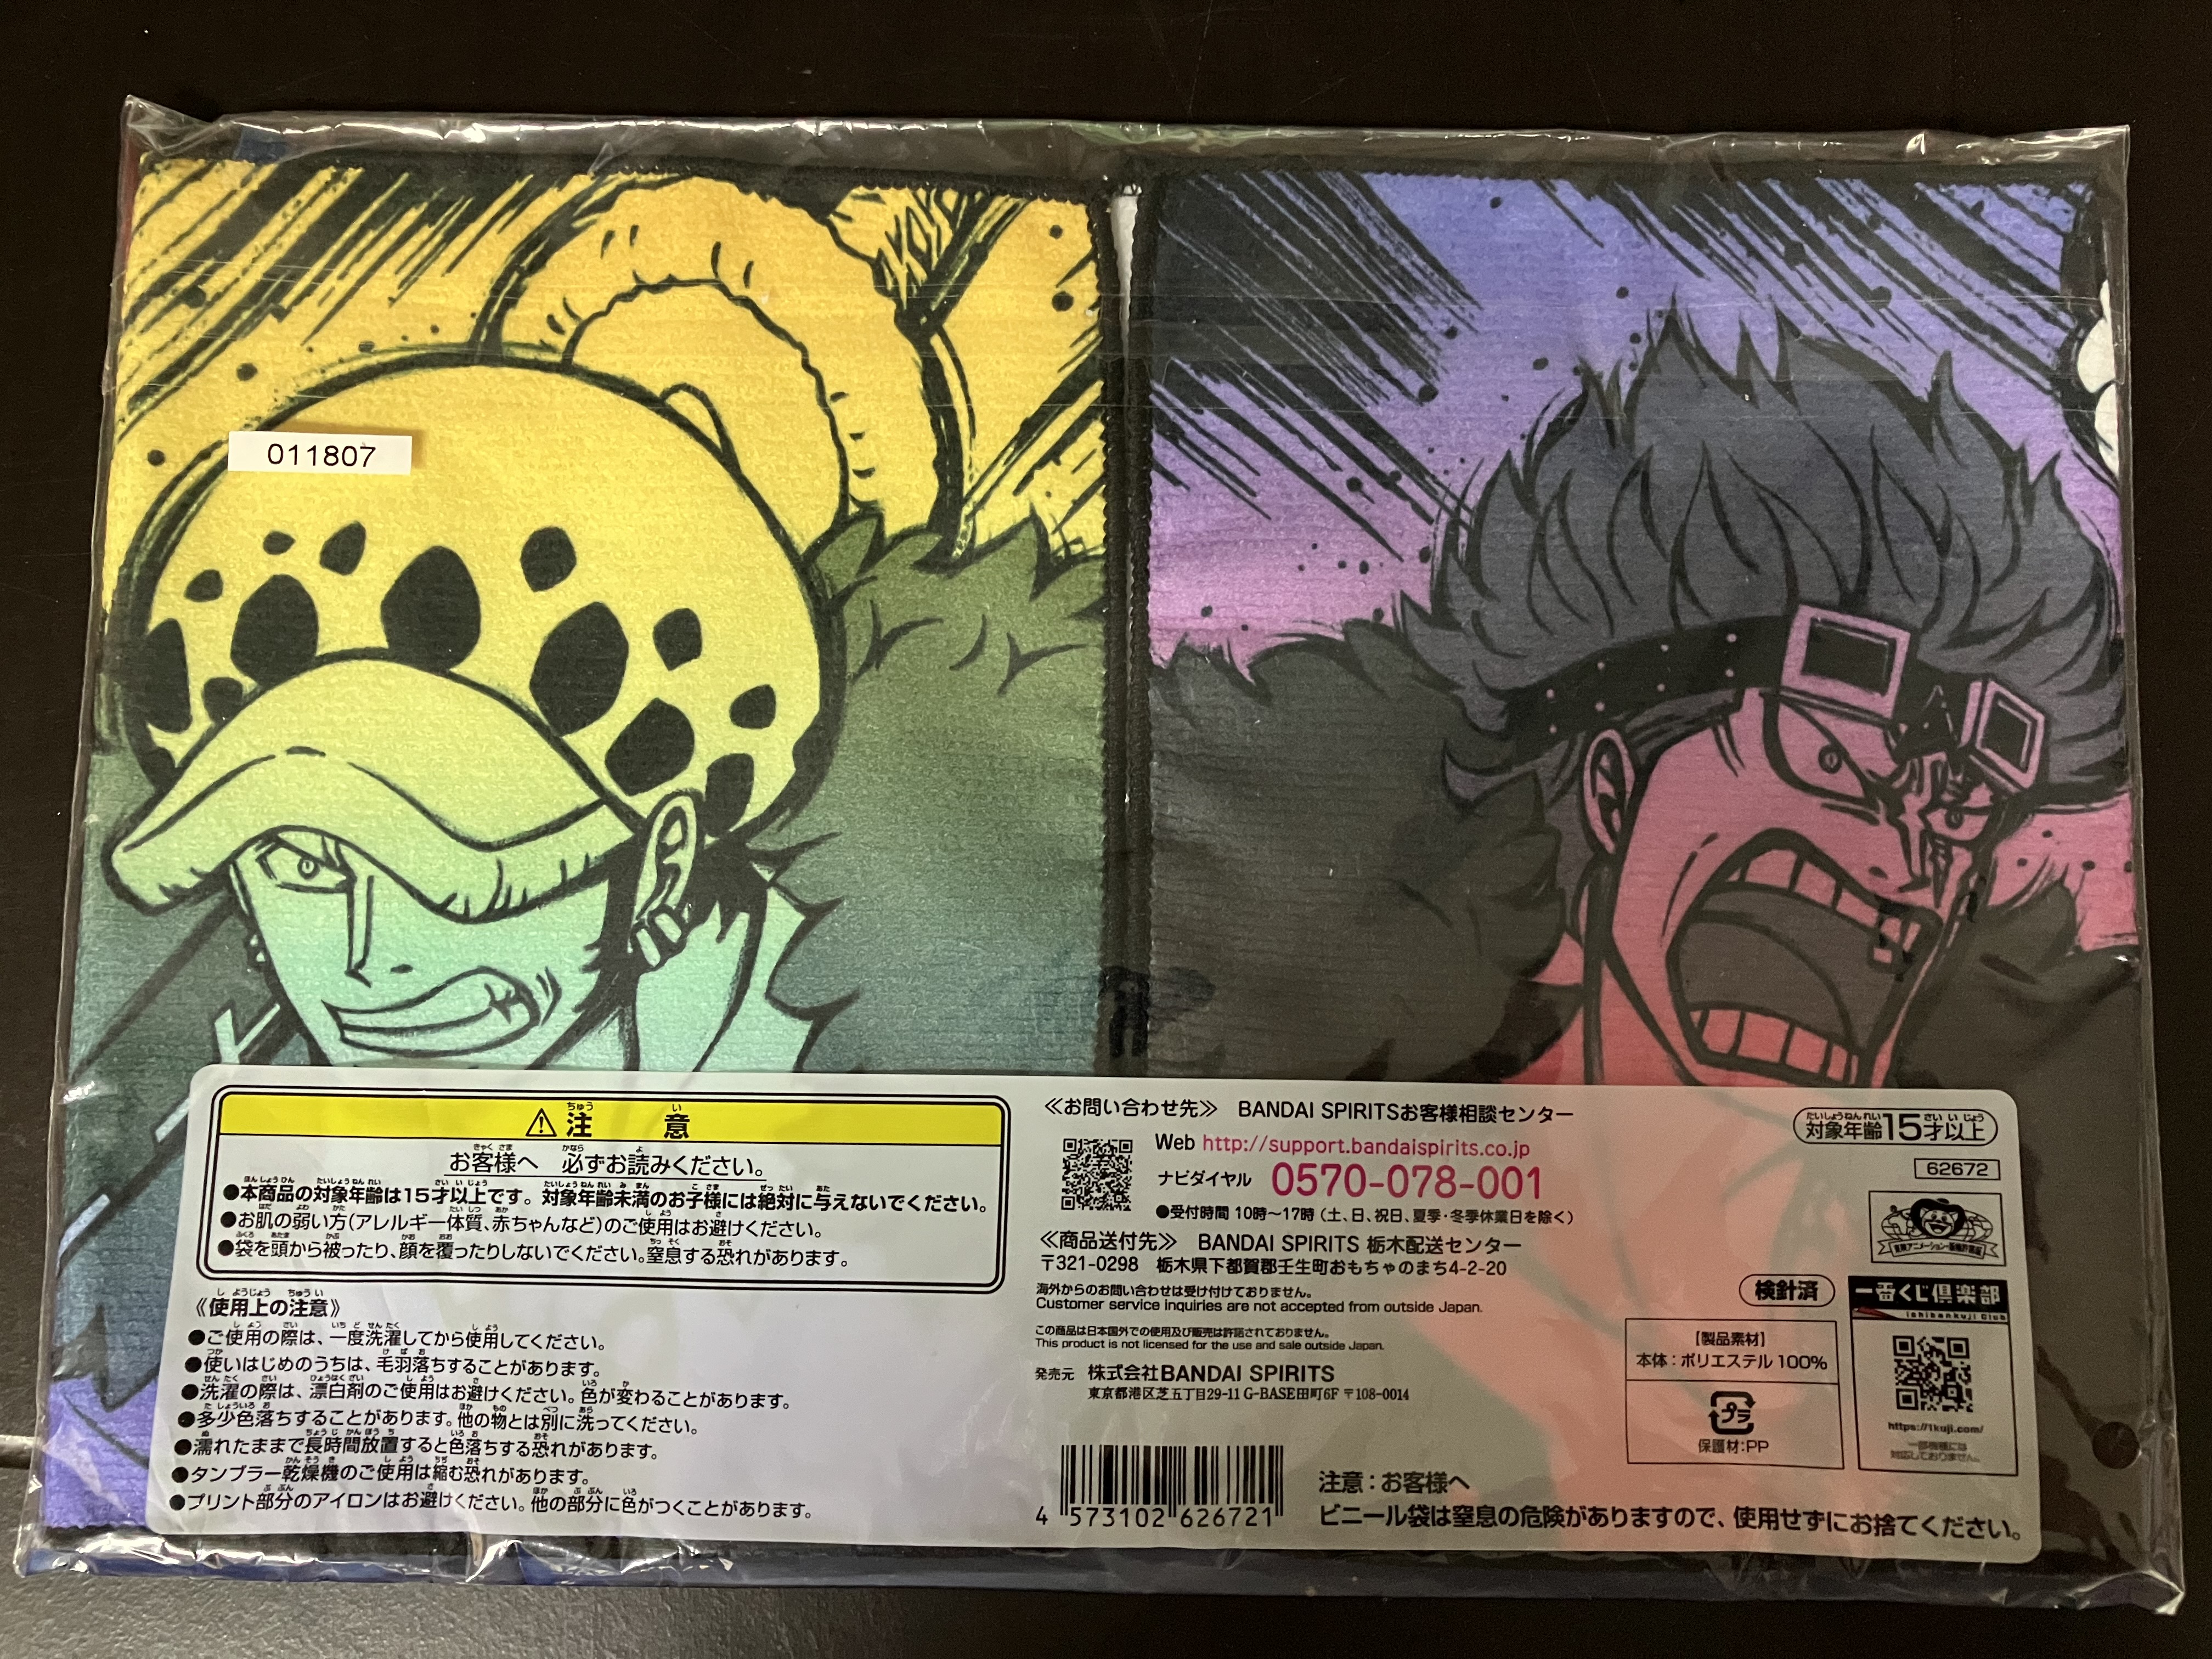 011807
注 意
お客様へ 必ずお読みください。
●本商品の対象年齢は15才以上です。対象年齢未満のお子様には絶対に与えないでください。
●お肌の弱い方(アレルギー体質、赤ちゃんなど)のご使用はお避けください。
●袋を頭から被ったり、顔を覆ったりしないでください。窒息する恐れがあります。
《使用上の注意》
●ご使用の際は、一度洗濯してから使用してください。
●使いはじめのうちは、毛羽落ちすることがあります。
●洗濯の際は、漂白剤のご使用はお避けください。色が変わることがあります。
●多少色落ちすることがあります。他の物とは別に洗ってください。
●濡れたままで長時間放置すると色落ちする恐れがあります。
●タンブラー乾燥機のご使用は縮む恐れがあります。
●プリント部分のアイロンはお避けください。他の部分に色がつくことがあります。
≪お問い合わせ先≫ BANDAI SPIRITSお客様相談センター
Web http://support.bandaispirits.co.jp
ナビダイヤル 0570-078-001
●受付時間 10時〜17時(土、日、祝日、夏季・冬季休業日を除く)
≪商品送付先≫ BANDAI SPIRITS 栃木配送センター
〒321-0298 栃木県下都賀郡壬生町おもちゃのまち4-2-20
海外からのお問い合わせは受け付けておりません。
Customer service inquiries are not accepted from outside Japan.
この商品は日本国外での使用及び販売は許諾されておりません。
This product is not licensed for the use and sale outside Japan.
発売元 株式会社BANDAI SPIRITS
東京都港区芝五丁目29-11 G-BASE田町6F 〒108-0014
4 573102 626721
注意：お客様へ
ビニール袋は窒息の危険がありますので、使用せずにお捨てください。
対象年齢15才以上
62672
検針済
【製品素材】
本体：ポリエステル 100%
プラ
保護材:PP
一番くじ倶楽部
ichibankuji Club
https://1kuji.com/
一部機種には
対応しておりません。